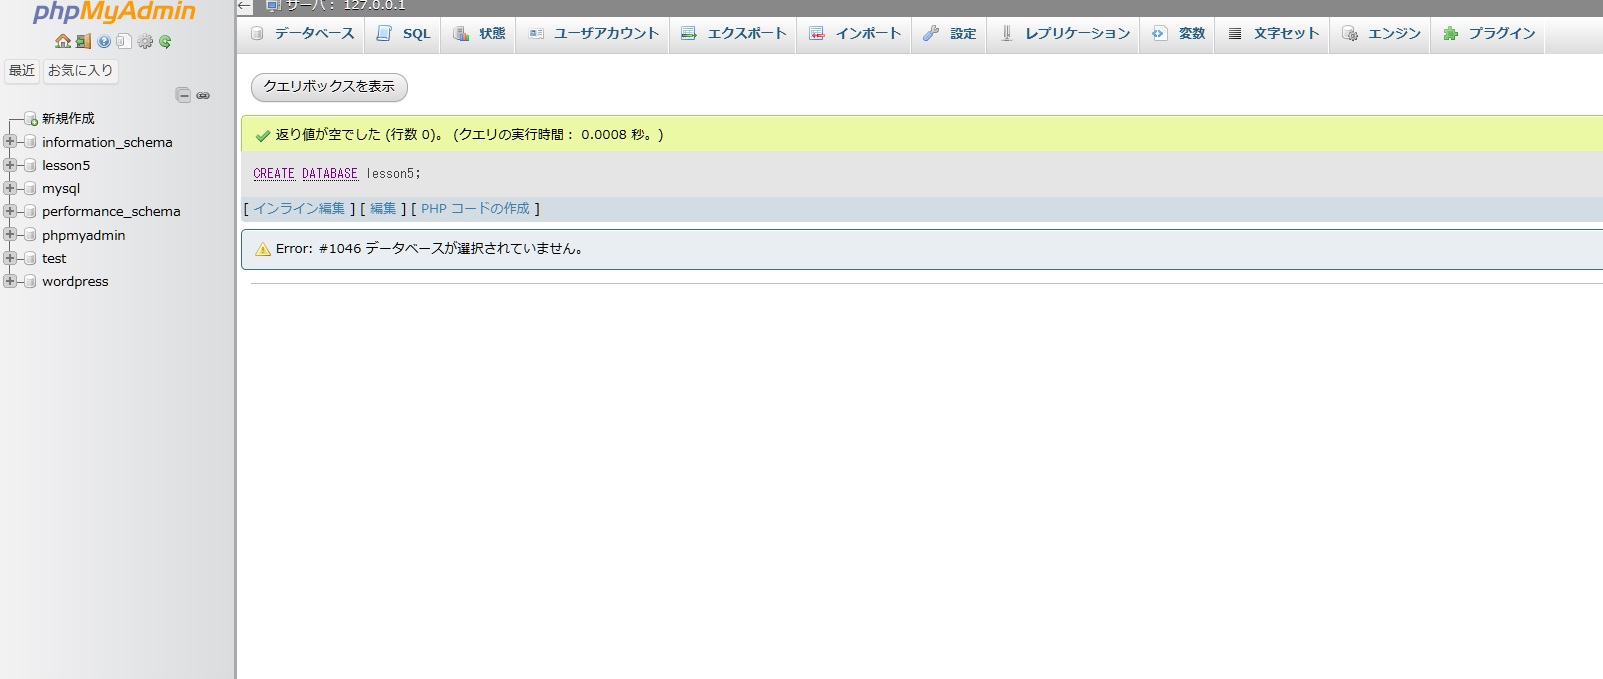 phpMyAdmin
最近 お気に入り
新規作成
information_schema
lesson5
mysql
performance_schema
phpmyadmin
test
wordpress
サーバ： 127.0.0.1
データベース SQL 状態 ユーザアカウント エクスポート インポート 設定 レプリケーション 変数 文字セット エンジン プラグイン
クエリボックスを表示
返り値が空でした (行数 0)。 (クエリの実行時間： 0.0008 秒。)
CREATE DATABASE lesson5;
[ インライン編集 ] [ 編集 ] [ PHP コードの作成 ]
Error: #1046 データベースが選択されていません。